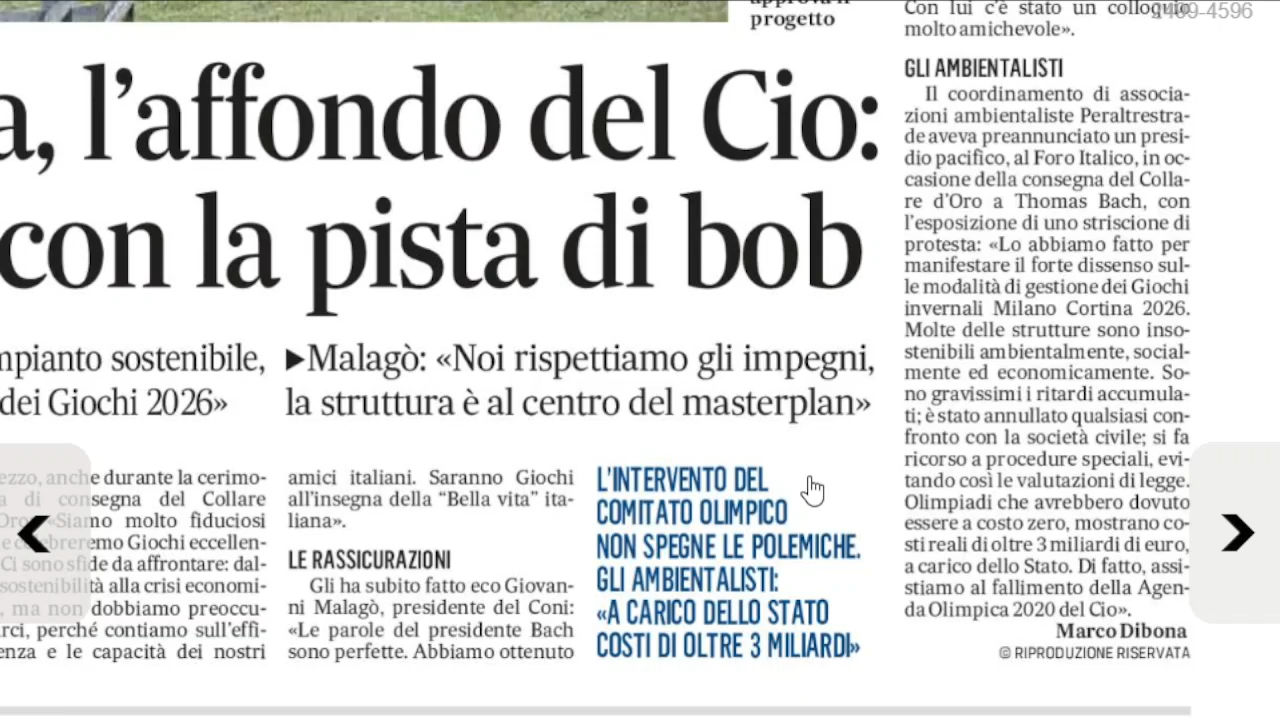 approva il
progetto
2409-4596
a, l’affondo del Cio:
con la pista di bob
mpianto sostenibile,
dei Giochi 2026»
▶Malagò: «Noi rispettiamo gli impegni,
la struttura è al centro del masterplan»
ezzo, anche durante la cerimo-
a di consegna del Collare
Oro: «Siamo molto fiduciosi
e celebreremo Giochi eccellen-
Ci sono sfide da affrontare: dal-
sostenibilità alla crisi economi-
, ma non dobbiamo preoccu-
rci, perché contiamo sull’effi-
enza e le capacità dei nostri
amici italiani. Saranno Giochi
all’insegna della “Bella vita” ita-
liana».
LE RASSICURAZIONI
Gli ha subito fatto eco Giovan-
ni Malagò, presidente del Coni:
«Le parole del presidente Bach
sono perfette. Abbiamo ottenuto
L’INTERVENTO DEL
COMITATO OLIMPICO
NON SPEGNE LE POLEMICHE.
GLI AMBIENTALISTI:
«A CARICO DELLO STATO
COSTI DI OLTRE 3 MILIARDI»
Con lui c’è stato un colloquio
molto amichevole».
GLI AMBIENTALISTI
Il coordinamento di associa-
zioni ambientaliste Peraltrestra-
de aveva preannunciato un presi-
dio pacifico, al Foro Italico, in oc-
casione della consegna del Colla-
re d’Oro a Thomas Bach, con
l’esposizione di uno striscione di
protesta: «Lo abbiamo fatto per
manifestare il forte dissenso sul-
le modalità di gestione dei Giochi
invernali Milano Cortina 2026.
Molte delle strutture sono inso-
stenibili ambientalmente, social-
mente ed economicamente. So-
no gravissimi i ritardi accumula-
ti; è stato annullato qualsiasi con-
fronto con la società civile; si fa
ricorso a procedure speciali, evi-
tando così le valutazioni di legge.
Olimpiadi che avrebbero dovuto
essere a costo zero, mostrano co-
sti reali di oltre 3 miliardi di euro,
a carico dello Stato. Di fatto, assi-
stiamo al fallimento della Agen-
da Olimpica 2020 del Cio».
Marco Dibona
© RIPRODUZIONE RISERVATA